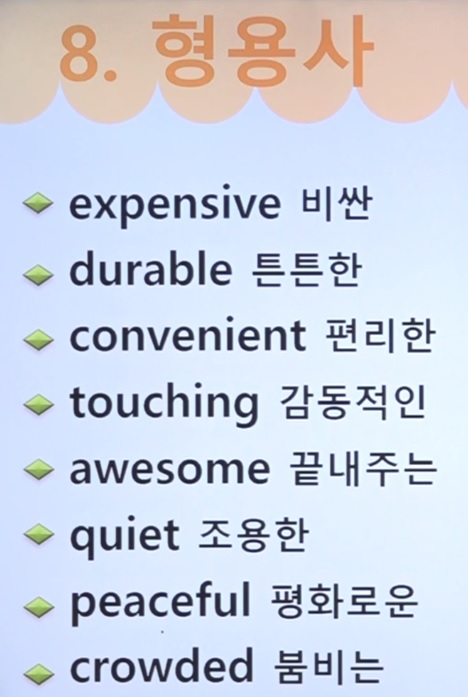 8. 형용사
expensive 비싼
durable 튼튼한
convenient 편리한
touching 감동적인
awesome 끝내주는
quiet 조용한
peaceful 평화로운
crowded 붐비는